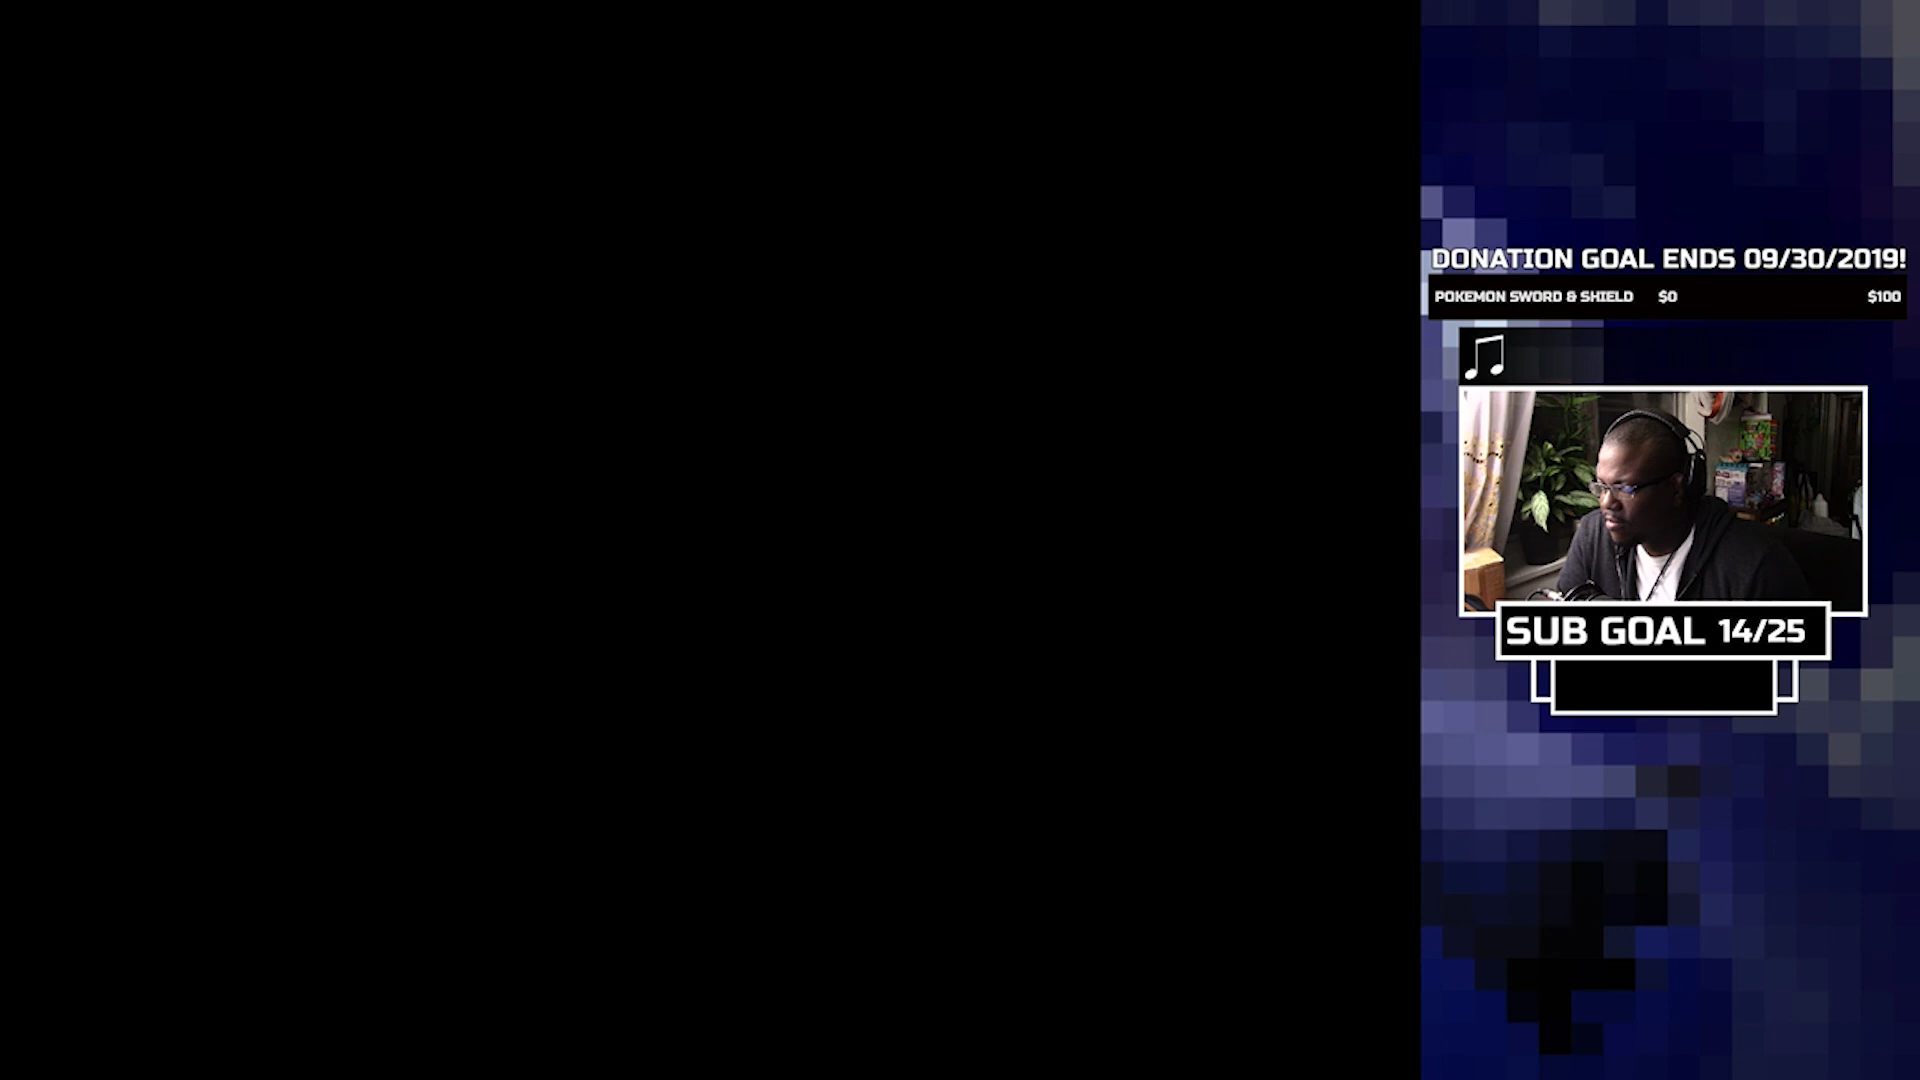 DONATION GOAL ENDS 09/30/2019!
POKEMON SWORD & SHIELD $0 $100
SUB GOAL 14/25